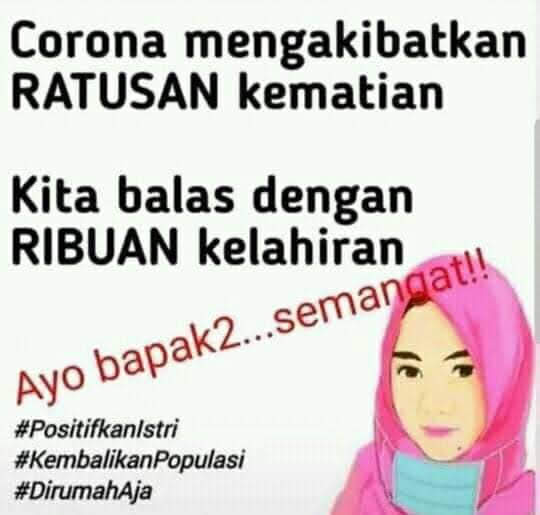 Corona mengakibatkan
RATUSAN kematian
Kita balas dengan
RIBUAN kelahiran
Ayo bapak2...semangat!!
#PositifkanIstri
#KembalikanPopulasi
#DirumahAja